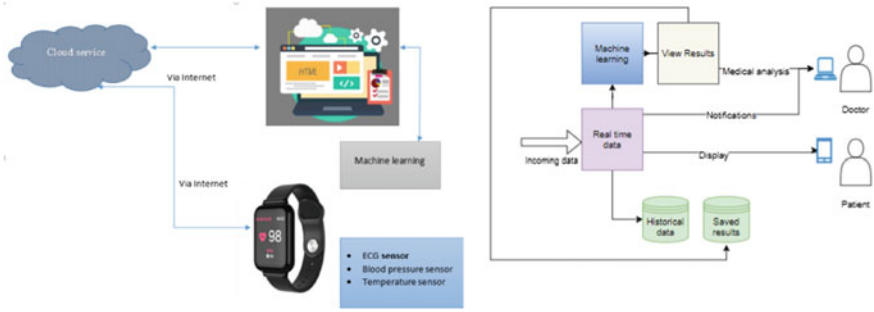 Cloud service
Via Internet
HTML
</>
Machine learning
Via Internet
98
ECG sensor
Blood pressure sensor
Temperature sensor
Machine
learning
View Results
Medical analysis
Doctor
Notifications
Real time
data
Incoming data
Display
Patient
Historical
data
Saved
results